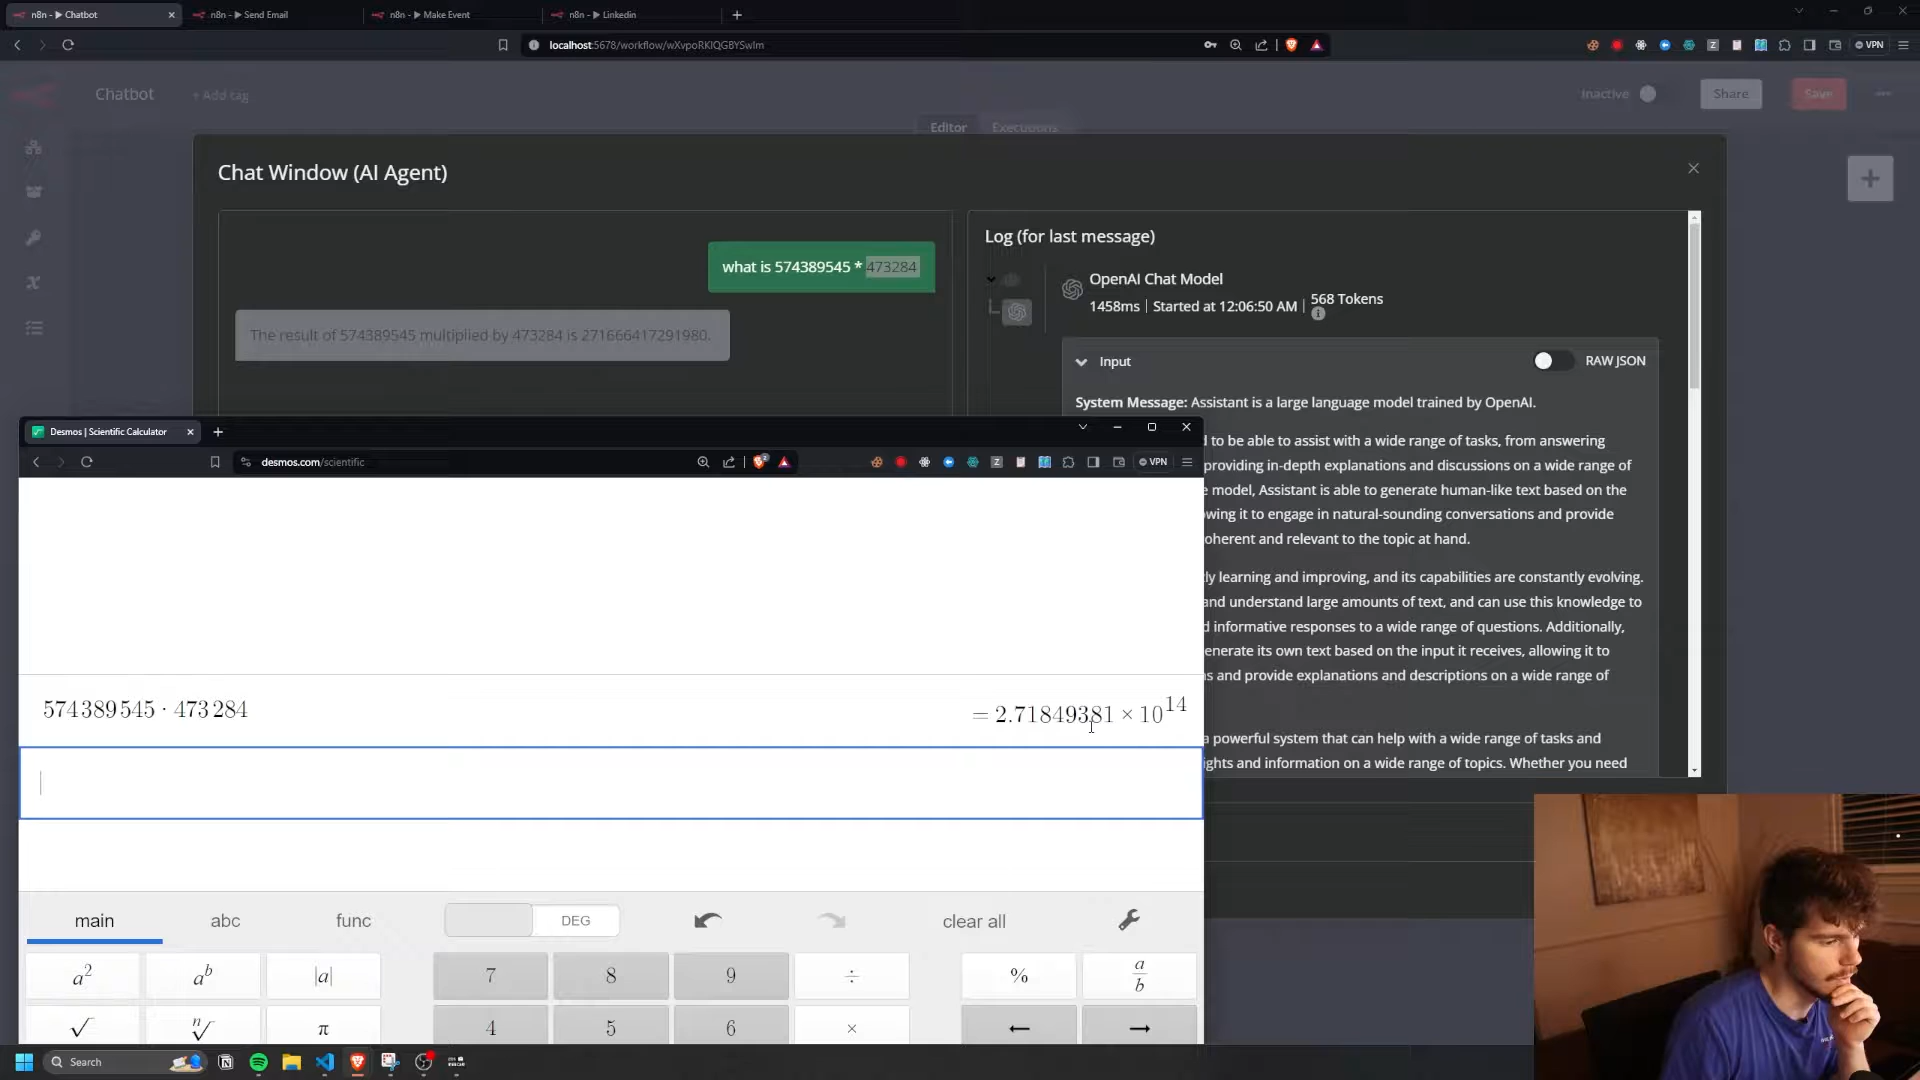 n8n - ▶ Chatbot
n8n - ▶ Send Email
n8n - ▶ Make Event
n8n - ▶ Linkedin
localhost:5678/workflow/wXvpoRKIQGBYSwIm
VPN
Chatbot
+ Add tag
Inactive
Share
Save
Editor
Executions
Chat Window (AI Agent)
what is 574389545 * 473284
The result of 574389545 multiplied by 473284 is 271666417291980.
Log (for last message)
OpenAI Chat Model
1458ms | Started at 12:06:50 AM | 568 Tokens
Input
RAW JSON
System Message: Assistant is a large language model trained by OpenAI.
d to be able to assist with a wide range of tasks, from answering
providing in-depth explanations and discussions on a wide range of
e model, Assistant is able to generate human-like text based on the
owing it to engage in natural-sounding conversations and provide
oherent and relevant to the topic at hand.
ly learning and improving, and its capabilities are constantly evolving.
and understand large amounts of text, and can use this knowledge to
d informative responses to a wide range of questions. Additionally,
enerate its own text based on the input it receives, allowing it to
ns and provide explanations and descriptions on a wide range of
a powerful system that can help with a wide range of tasks and
ights and information on a wide range of topics. Whether you need
Desmos | Scientific Calculator
desmos.com/scientific
VPN
574389545 · 473284
= 2.71849381 × 10^14
main
abc
func
DEG
clear all
a²
a^b
|a|
7
8
9
÷
%
a/b
√
ⁿ√
π
4
5
6
×
←
→
Search